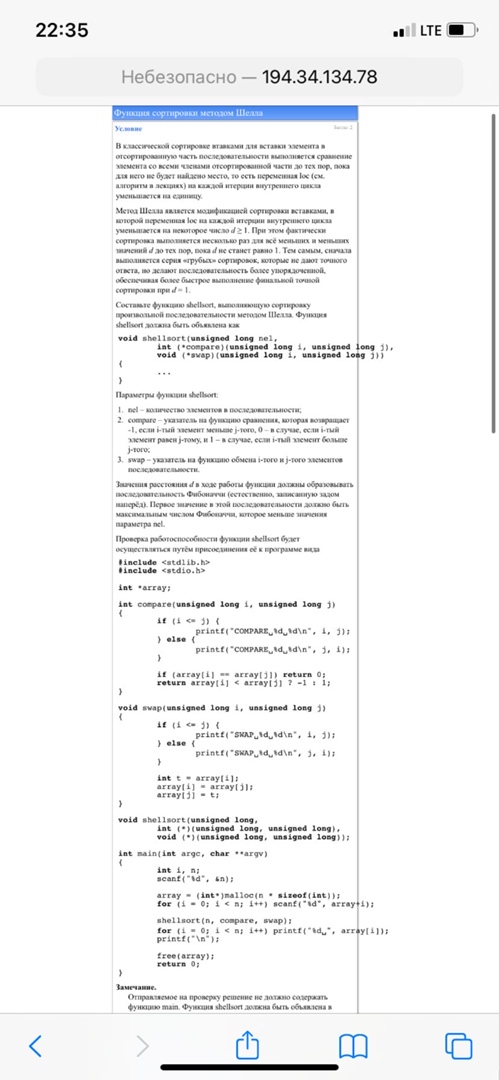 22:35
LTE
Небезопасно — 194.34.134.78
Функция сортировки методом Шелла
Условие
В классической сортировке втавками для вставки элемента в
отсортированную часть последовательности выполняется сравнение
элемента со всеми членами отсортированной части до тех пор, пока
для него не будет найдено место, то есть переменная loc (см.
алгоритм в лекциях) на каждой итерции внутреннего цикла
уменьшается на единицу.
Метод Шелла является модификацией сортировки вставками, в
которой переменная loc на каждой итерции внутреннего цикла
уменьшается на некоторое число d ≥ 1. При этом фактически
сортировка выполняется несколько раз для всё меньших и меньших
значений d до тех пор, пока d не станет равно 1. Тем самым, сначала
выполняется серия «грубых» сортировок, которые не дают точного
ответа, но делают последовательность более упорядоченной,
обеспечивая более быстрое выполнение финальной точной
сортировки при d = 1.
Составьте функцию shellsort, выполняющую сортировку
произвольной последовательности методом Шелла. Функция
shellsort должна быть объявлена как
void shellsort(unsigned long nel,
int (*compare)(unsigned long i, unsigned long j),
void (*swap)(unsigned long i, unsigned long j))
{
...
}
Параметры функции shellsort:
1. nel – количество элементов в последовательности;
2. compare – указатель на функцию сравнения, которая возвращает
-1, если i-тый элемент меньше j-того, 0 – в случае, если i-тый
элемент равен j-тому, и 1 – в случае, если i-тый элемент больше
j-того;
3. swap – указатель на функцию обмена i-того и j-того элементов
последовательности.
Значения расстояния d в ходе работы функции должны образовывать
последовательность Фибоначчи (естественно, записанную задом
наперёд). Первое значение в этой последовательности должно быть
максимальным числом Фибоначчи, которое меньше значения
параметра nel.
Проверка работоспособности функции shellsort будет
осуществляться путём присоединения её к программе вида
#include <stdlib.h>
#include <stdio.h>
int *array;
int compare(unsigned long i, unsigned long j)
{
if (i <= j) {
printf("COMPARE␣%d␣%d\n", i, j);
} else {
printf("COMPARE␣%d␣%d\n", j, i);
}
if (array[i] == array[j]) return 0;
return array[i] < array[j] ? -1 : 1;
}
void swap(unsigned long i, unsigned long j)
{
if (i <= j) {
printf("SWAP␣%d␣%d\n", i, j);
} else {
printf("SWAP␣%d␣%d\n", j, i);
}
int t = array[i];
array[i] = array[j];
array[j] = t;
}
void shellsort(unsigned long,
int (*)(unsigned long, unsigned long),
void (*)(unsigned long, unsigned long));
int main(int argc, char **argv)
{
int i, n;
scanf("%d", &n);
array = (int*)malloc(n * sizeof(int));
for (i = 0; i < n; i++) scanf("%d", array+i);
shellsort(n, compare, swap);
for (i = 0; i < n; i++) printf("%d␣", array[i]);
printf("\n");
free(array);
return 0;
}
Замечание.
Отправляемое на проверку решение не должно содержать
функцию main. Функция shellsort должна быть объявлена в